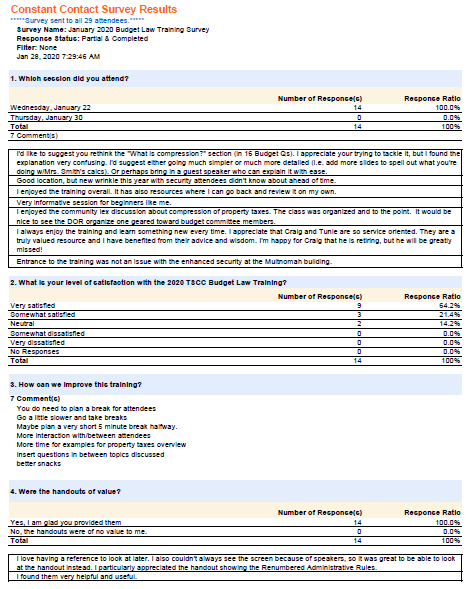 Constant Contact Survey Results
*****Survey sent to all 29 attendees.*****
Survey Name: January 2020 Budget Law Training Survey
Response Status: Partial & Completed
Filter: None
Jan 28, 2020 7:29:46 AM
1. Which session did you attend?
Number of Response(s) Response Ratio
Wednesday, January 22 14 100.0%
Thursday, January 30 0 0.0%
Total 14 100%
7 Comment(s)
I'd like to suggest you rethink the "What is compression?" section (in 16 Budget Qs). I appreciate your trying to tackle it, but I found the
explanation very confusing. I'd suggest either going much simpler or much more detailed (i.e. add more slides to spell out what you're
doing w/Mrs. Smith's calcs). Or perhaps bring in a guest speaker who can explain it with ease.
Good location, but new wrinkle this year with security attendees didn't know about ahead of time.
I enjoyed the training overall. It has also resources where I can go back and review it on my own.
Very informative session for beginners like me.
I enjoyed the community lex discussion about compression of property taxes. The class was organized and to the point. It would be
nice to see the DOR organize one geared toward budget committee members.
I always enjoy the training and learn something new every time. I appreciate that Craig and Tunie are so service oriented. They are a
truly valued resource and I have benefited from their advice and wisdom. I'm happy for Craig that he is retiring, but he will be greatly
missed!
Entrance to the training was not an issue with the enhanced security at the Multnomah building.
2. What is your level of satisfaction with the 2020 TSCC Budget Law Training?
Number of Response(s) Response Ratio
Very satisfied 9 64.2%
Somewhat satisfied 3 21.4%
Neutral 2 14.2%
Somewhat dissatisfied 0 0.0%
Very dissatisfied 0 0.0%
No Responses 0 0.0%
Total 14 100%
3. How can we improve this training?
7 Comment(s)
You do need to plan a break for attendees
Go a little slower and take breaks
Maybe plan a very short 5 minute break halfway.
More interaction with/between attendees
More time for examples for property taxes overview
Insert questions in between topics discussed
better snacks
4. Were the handouts of value?
Number of Response(s) Response Ratio
Yes, I am glad you provided them 14 100.0%
No, the handouts were of no value to me. 0 0.0%
Total 14 100%
I love having a reference to look at later. I also couldn't always see the screen because of speakers, so it was great to be able to look
at the handout instead. I particularly appreciated the handout showing the Renumbered Administrative Rules.
I found them very helpful and useful.